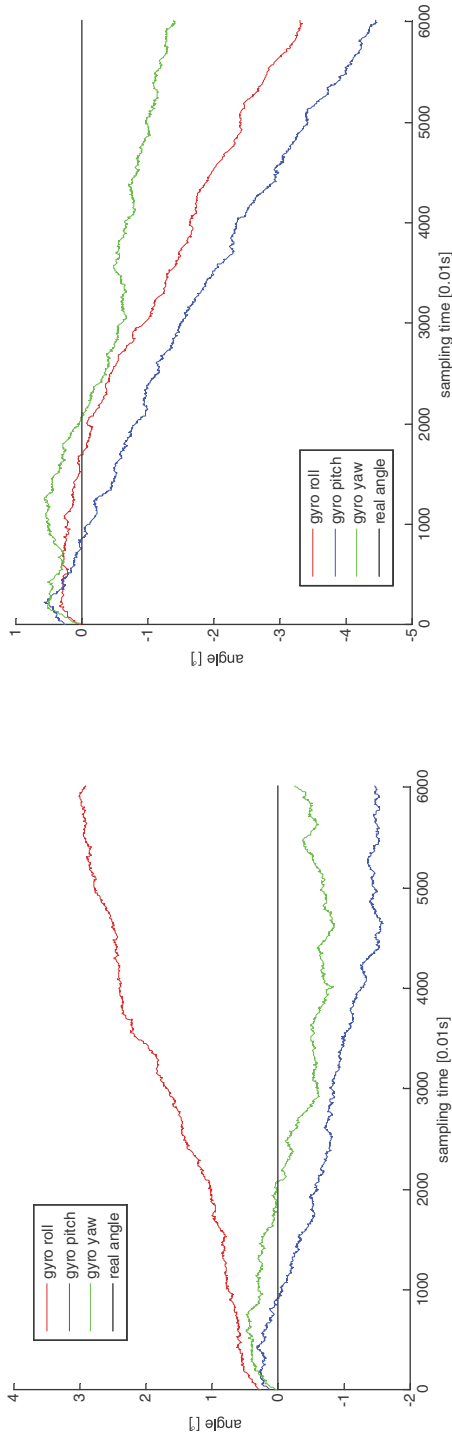 4
3
2
1
0
-1
-2
angle [°]
gyro roll
gyro pitch
gyro yaw
real angle
0 1000 2000 3000 4000 5000 6000
sampling time [0.01s]
1
0
-1
-2
-3
-4
-5
angle [°]
gyro roll
gyro pitch
gyro yaw
real angle
0 1000 2000 3000 4000 5000 6000
sampling time [0.01s]